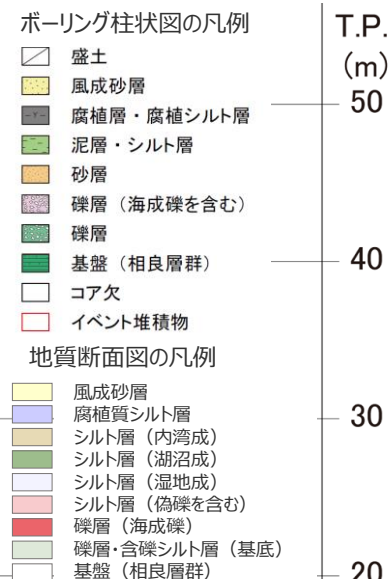 ボーリング柱状図の凡例
盛土
風成砂層
腐植層・腐植シルト層
泥層・シルト層
砂層
礫層（海成礫を含む）
礫層
基盤（相良層群）
コア欠
イベント堆積物
地質断面図の凡例
風成砂層
腐植質シルト層
シルト層（内湾成）
シルト層（湖沼成）
シルト層（湿地成）
シルト層（偽礫を含む）
礫層（海成礫）
礫層・含礫シルト層（基底）
基盤（相良層群）
T.P.
(m)
50
40
30
20